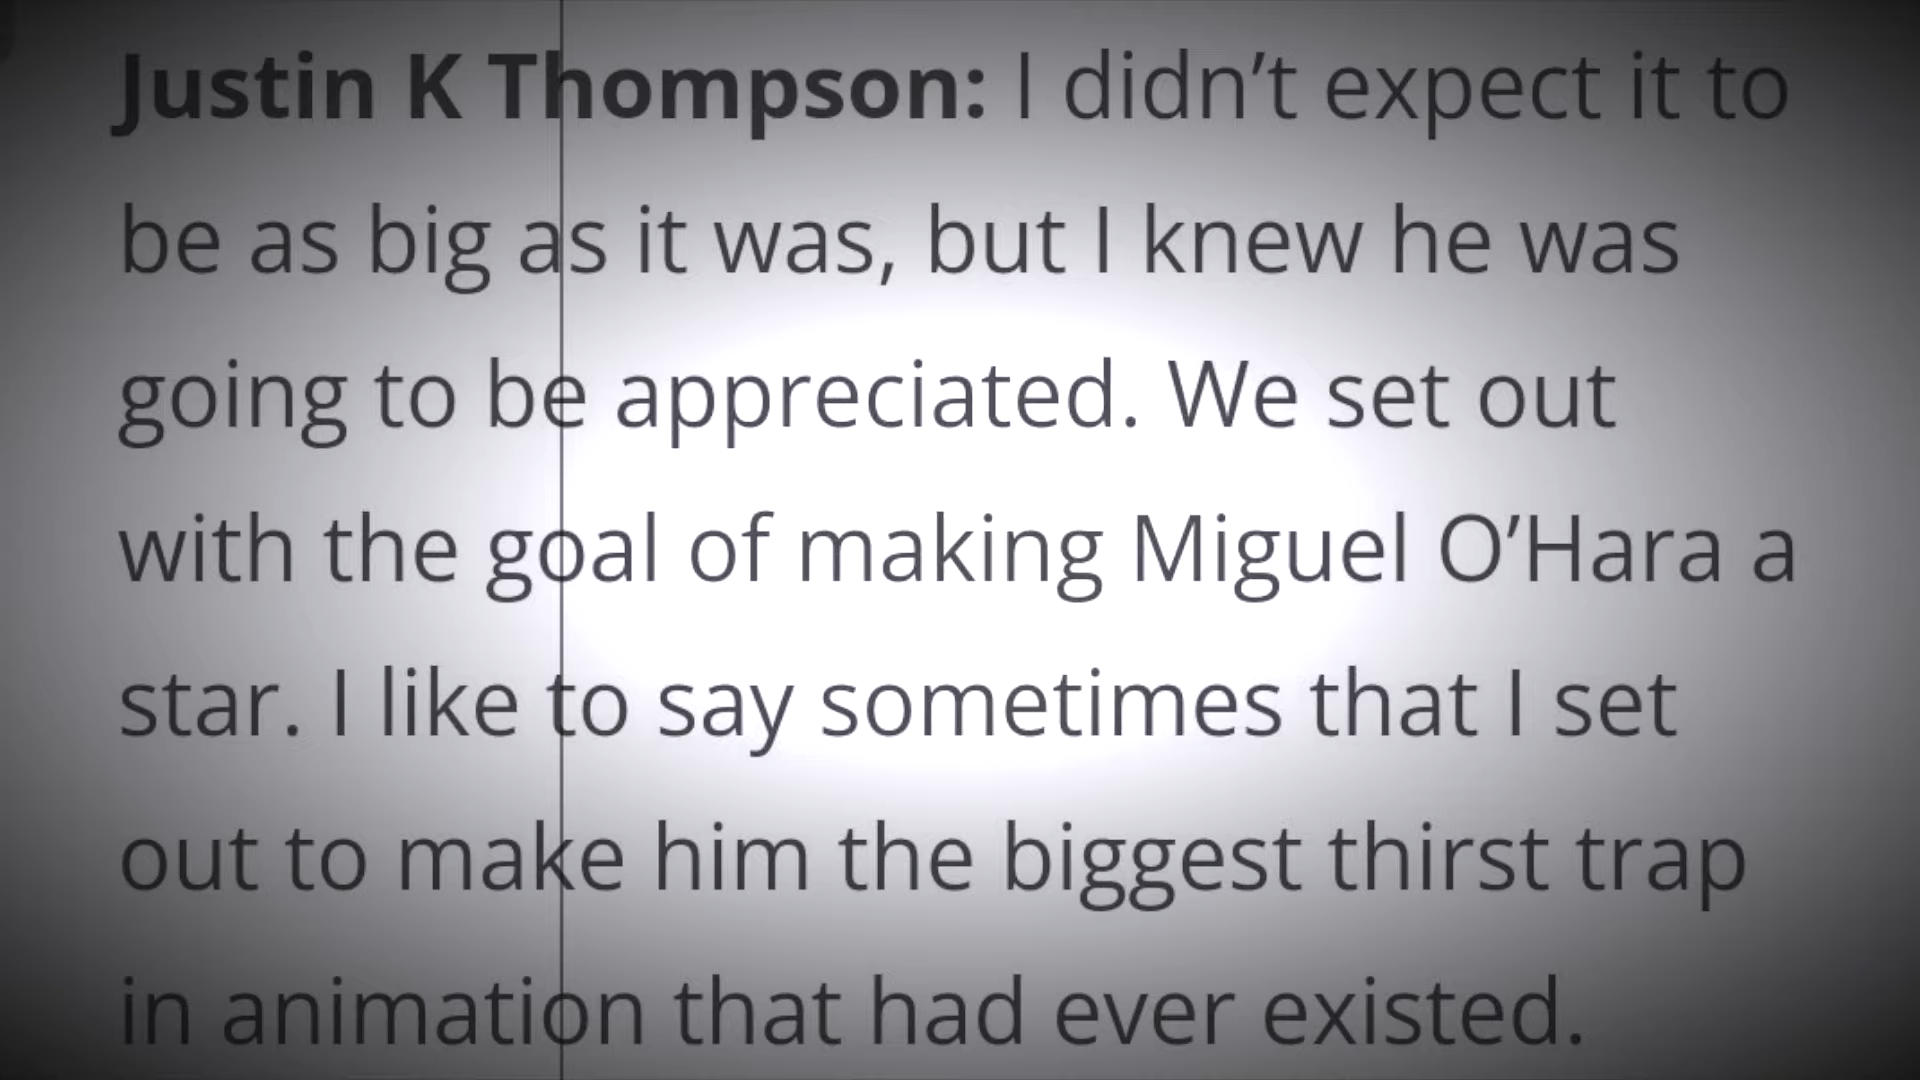 Justin K Thompson: I didn’t expect it to
be as big as it was, but I knew he was
going to be appreciated. We set out
with the goal of making Miguel O’Hara a
star. I like to say sometimes that I set
out to make him the biggest thirst trap
in animation that had ever existed.